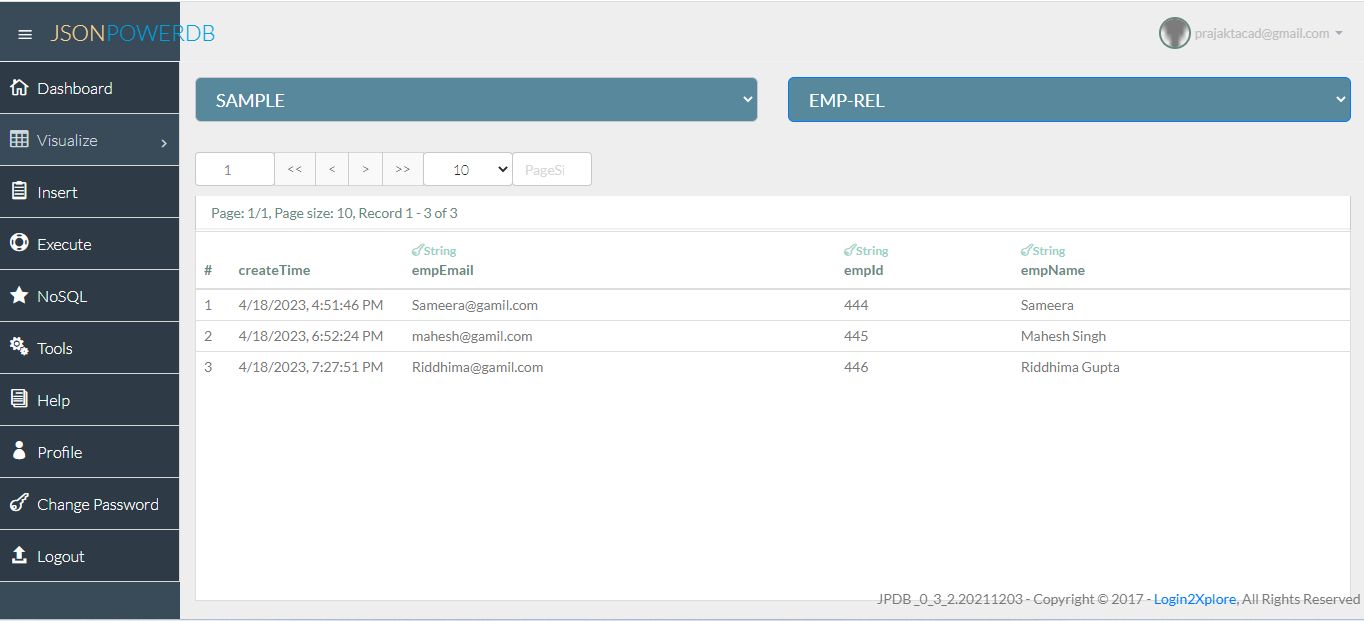 JSONPOWERDB
prajaktacad@gmail.com
Dashboard
Visualize
Insert
Execute
NoSQL
Tools
Help
Profile
Change Password
Logout
SAMPLE
EMP-REL
1 << < > >> 10 PageSi
Page: 1/1, Page size: 10, Record 1 - 3 of 3
String String String
# createTime empEmail empId empName
1 4/18/2023, 4:51:46 PM Sameera@gamil.com 444 Sameera
2 4/18/2023, 6:52:24 PM mahesh@gamil.com 445 Mahesh Singh
3 4/18/2023, 7:27:51 PM Riddhima@gamil.com 446 Riddhima Gupta
JPDB_0_3_2.20211203 - Copyright © 2017 - Login2Xplore, All Rights Reserved